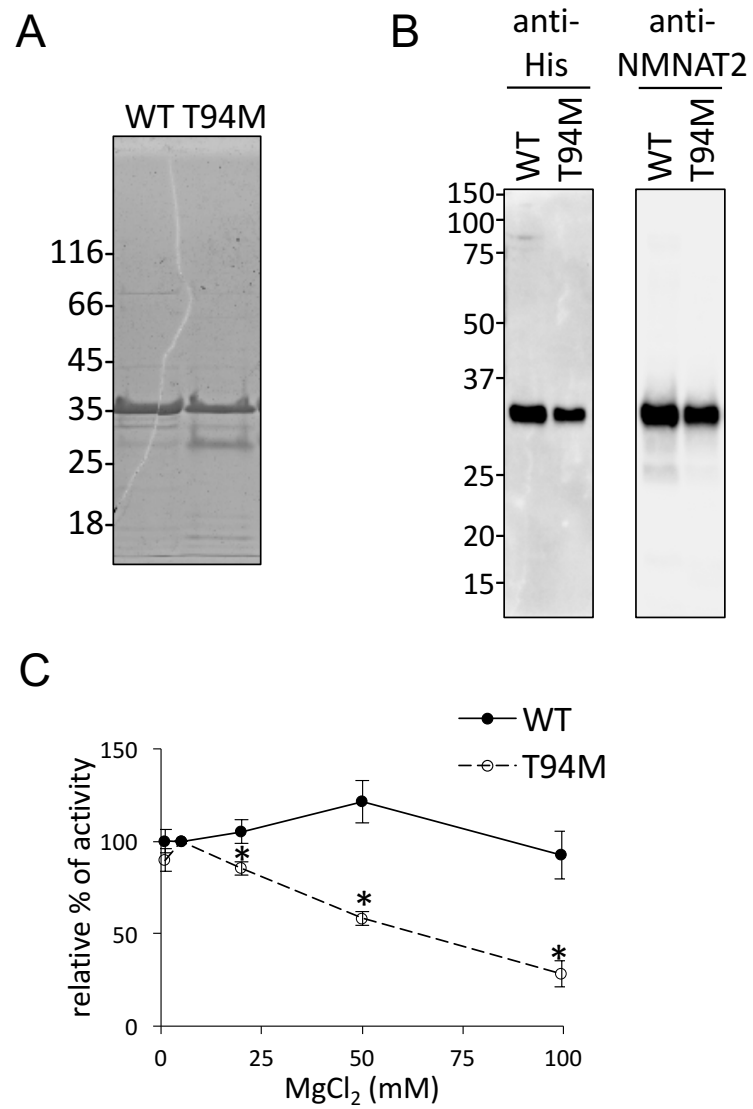 A
WT T94M
116
66
45
35
25
18
B
anti-
His
anti-
NMNAT2
WT
T94M
WT
T94M
150
100
75
50
37
25
20
15
C
WT
T94M
relative % of activity
150
100
50
0
*
*
*
0 25 50 75 100
MgCl₂ (mM)